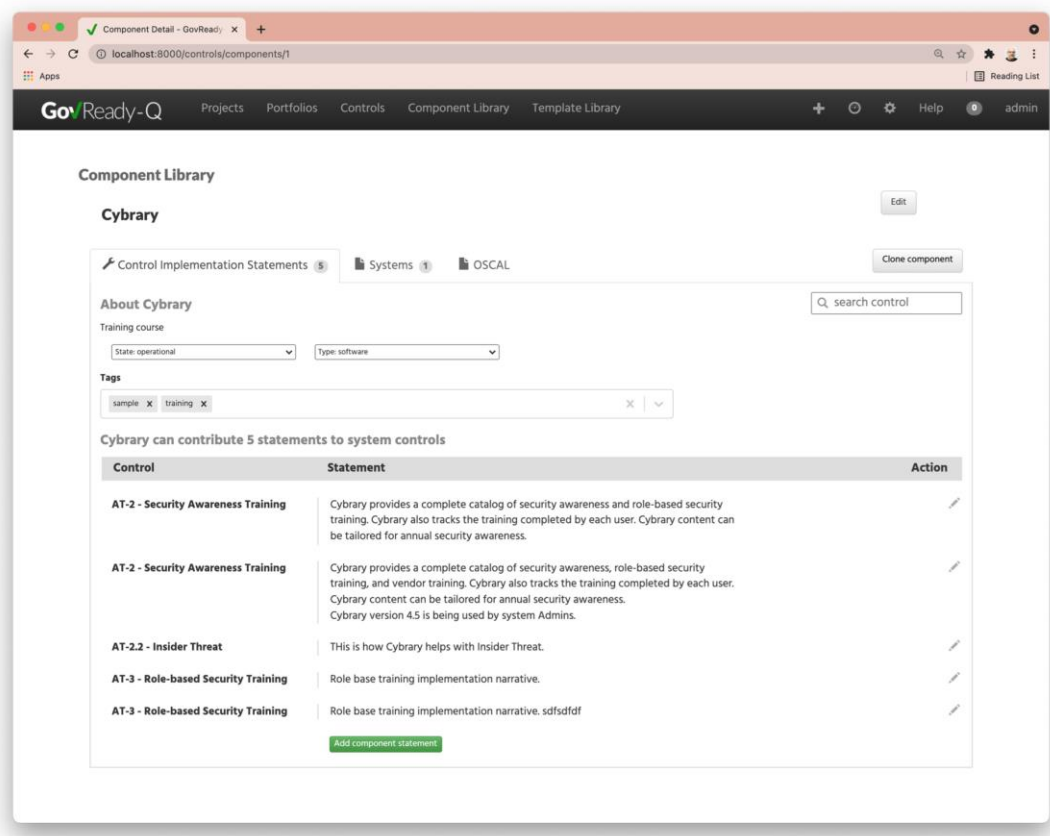 Component Detail - GovReady
localhost:8000/controls/components/1
Apps
Reading List
GovReady-Q Projects Portfolios Controls Component Library Template Library Help 0 admin
Component Library
Cybrary
Edit
Control Implementation Statements 5 Systems 1 OSCAL
Clone component
About Cybrary
search control
Training course
State: operational Type: software
Tags
sample x training x
Cybrary can contribute 5 statements to system controls
Control Statement Action
AT-2 - Security Awareness Training Cybrary provides a complete catalog of security awareness and role-based security
training. Cybrary also tracks the training completed by each user. Cybrary content can
be tailored for annual security awareness.
AT-2 - Security Awareness Training Cybrary provides a complete catalog of security awareness, role-based security
training, and vendor training. Cybrary also tracks the training completed by each user.
Cybrary content can be tailored for annual security awareness.
Cybrary version 4.5 is being used by system Admins.
AT-2.2 - Insider Threat THis is how Cybrary helps with Insider Threat.
AT-3 - Role-based Security Training Role base training implementation narrative.
AT-3 - Role-based Security Training Role base training implementation narrative. sdfsdfdf
Add component statement